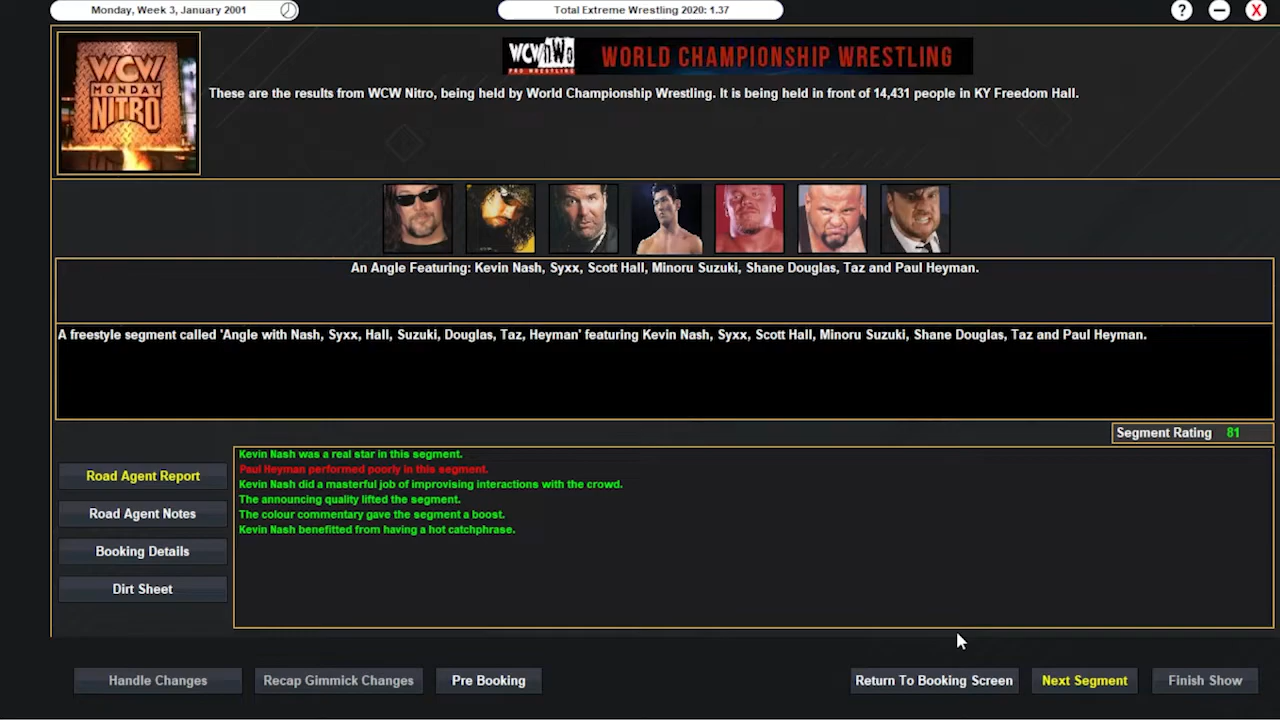 Monday, Week 3, January 2001
Total Extreme Wrestling 2020: 1.37
?
X
WCW MONDAY NITRO
WCW nWo PRO WRESTLING WORLD CHAMPIONSHIP WRESTLING
These are the results from WCW Nitro, being held by World Championship Wrestling. It is being held in front of 14,431 people in KY Freedom Hall.
An Angle Featuring: Kevin Nash, Syxx, Scott Hall, Minoru Suzuki, Shane Douglas, Taz and Paul Heyman.
A freestyle segment called 'Angle with Nash, Syxx, Hall, Suzuki, Douglas, Taz, Heyman' featuring Kevin Nash, Syxx, Scott Hall, Minoru Suzuki, Shane Douglas, Taz and Paul Heyman.
Segment Rating 81
Road Agent Report
Road Agent Notes
Booking Details
Dirt Sheet
Kevin Nash was a real star in this segment.
Paul Heyman performed poorly in this segment.
Kevin Nash did a masterful job of improvising interactions with the crowd.
The announcing quality lifted the segment.
The colour commentary gave the segment a boost.
Kevin Nash benefitted from having a hot catchphrase.
Handle Changes
Recap Gimmick Changes
Pre Booking
Return To Booking Screen
Next Segment
Finish Show